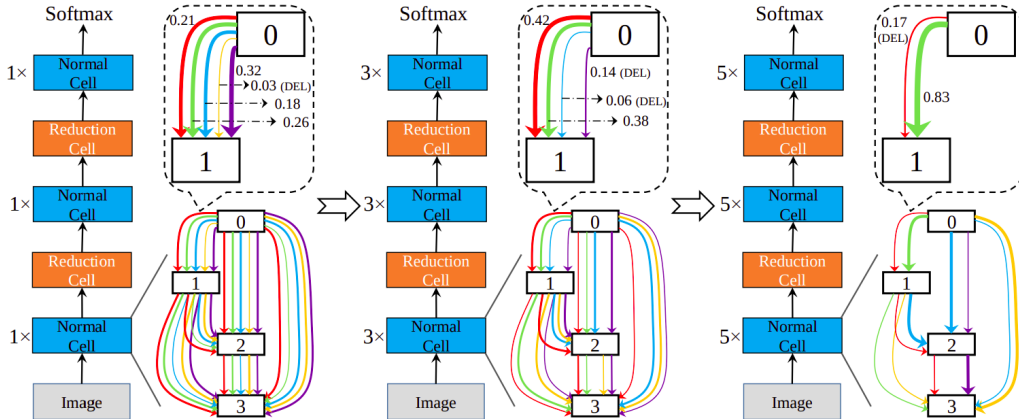 Softmax
1×
Normal
Cell
Reduction
Cell
1×
Normal
Cell
Reduction
Cell
1×
Normal
Cell
Image
0.21
0
0.32
0.03 (DEL)
0.18
0.26
1
0
1
2
3
Softmax
3×
Normal
Cell
Reduction
Cell
3×
Normal
Cell
Reduction
Cell
3×
Normal
Cell
Image
0.42
0
0.14 (DEL)
0.06 (DEL)
0.38
1
0
1
2
3
Softmax
5×
Normal
Cell
Reduction
Cell
5×
Normal
Cell
Reduction
Cell
5×
Normal
Cell
Image
0.17
(DEL)
0
0.83
1
0
1
2
3